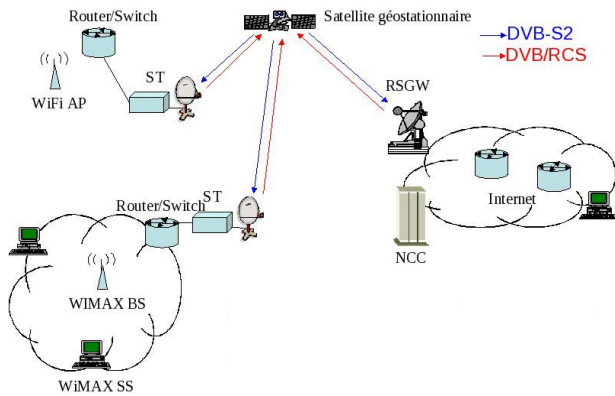 Router/Switch
Satellite géostationnaire
DVB-S2
DVB/RCS
WiFi AP
ST
RSGW
Router/Switch
ST
Internet
NCC
WIMAX BS
WiMAX SS